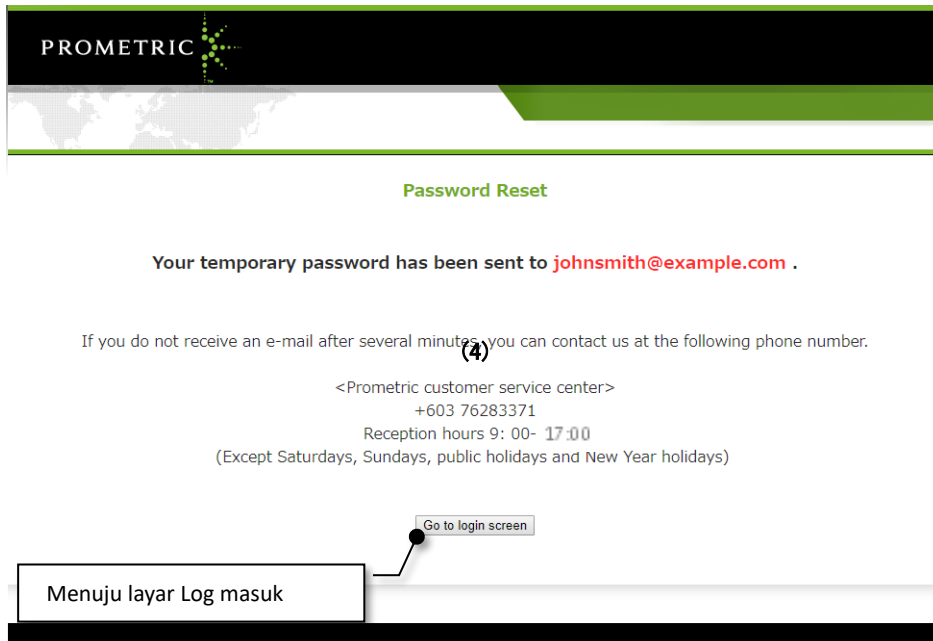 PROMETRIC
Password Reset
Your temporary password has been sent to johnsmith@example.com .
If you do not receive an e-mail after several minutes, you can contact us at the following phone number.
(4)
<Prometric customer service center>
+603 76283371
Reception hours 9: 00- 17:00
(Except Saturdays, Sundays, public holidays and New Year holidays)
Go to login screen
Menuju layar Log masuk